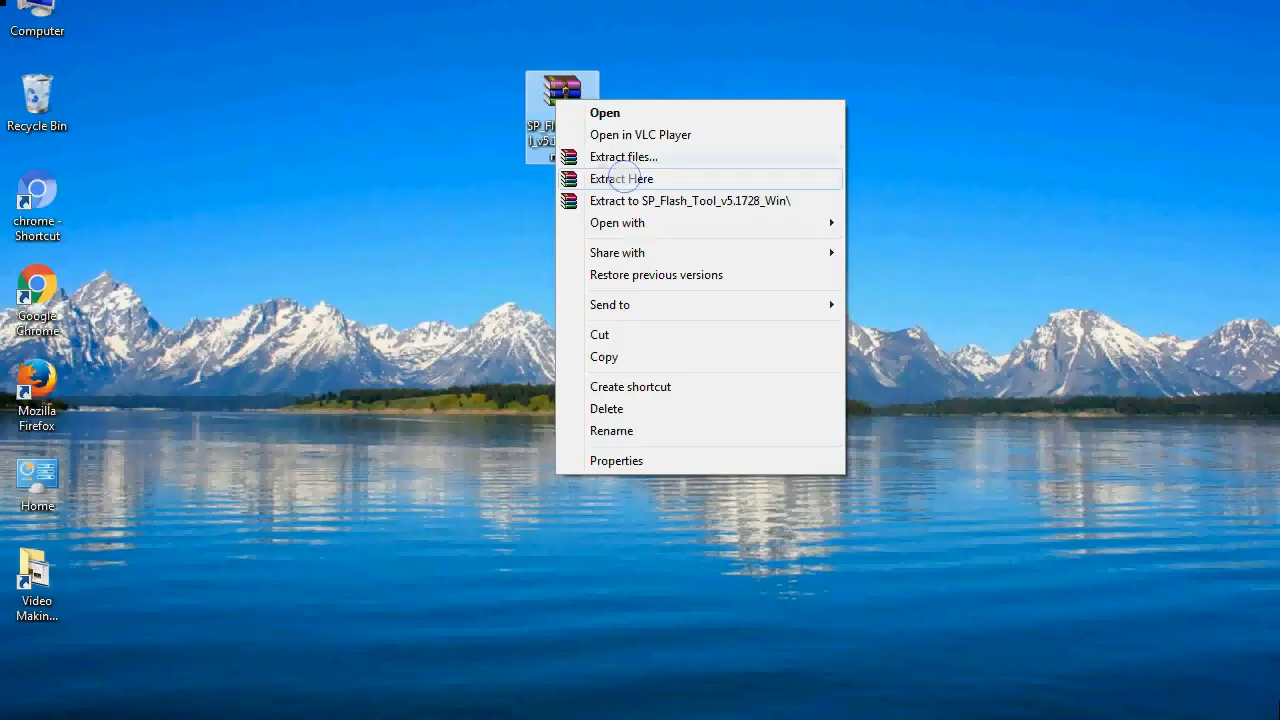 Computer
Recycle Bin
chrome -
Shortcut
Google
Chrome
Mozilla
Firefox
Home
Video
Makin...
SP_Fl
l_v5.1
Open
Open in VLC Player
Extract files...
Extract Here
Extract to SP_Flash_Tool_v5.1728_Win\
Open with
Share with
Restore previous versions
Send to
Cut
Copy
Create shortcut
Delete
Rename
Properties